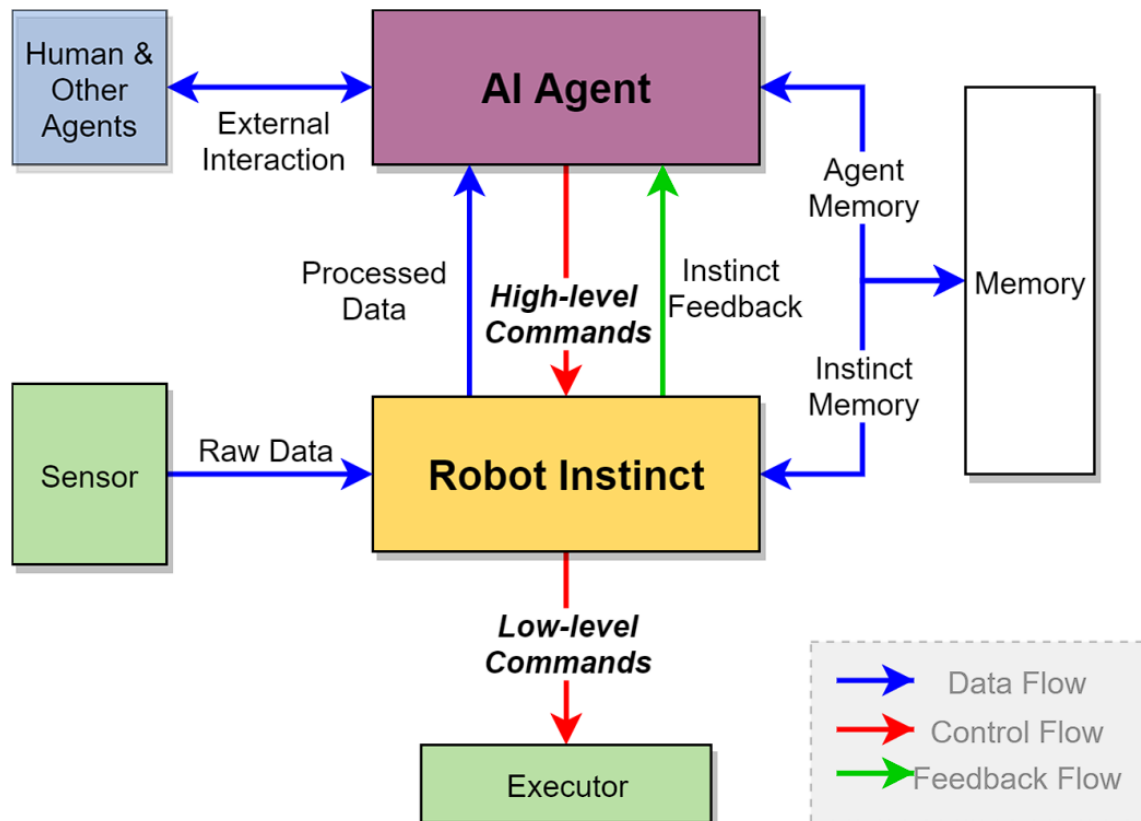 Human &
Other
Agents
AI Agent
External
Interaction
Agent
Memory
Memory
Processed
Data
High-level
Commands
Instinct
Feedback
Instinct
Memory
Sensor
Raw Data
Robot Instinct
Low-level
Commands
Executor
Data Flow
Control Flow
Feedback Flow